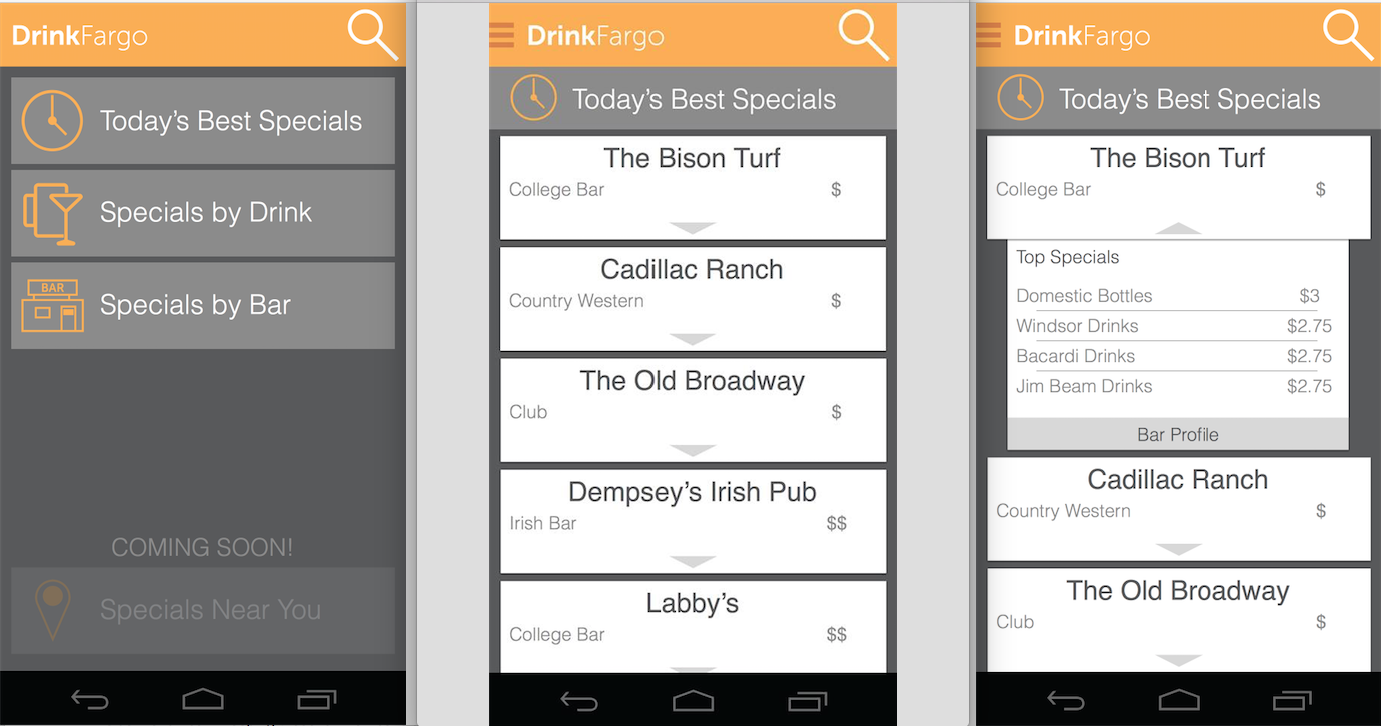 DrinkFargo
Today's Best Specials
Specials by Drink
BAR
Specials by Bar
COMING SOON!
Specials Near You
DrinkFargo
Today's Best Specials
The Bison Turf
College Bar $
Cadillac Ranch
Country Western $
The Old Broadway
Club $
Dempsey's Irish Pub
Irish Bar $$
Labby's
College Bar $$
DrinkFargo
Today's Best Specials
The Bison Turf
College Bar $
Top Specials
Domestic Bottles $3
Windsor Drinks $2.75
Bacardi Drinks $2.75
Jim Beam Drinks $2.75
Bar Profile
Cadillac Ranch
Country Western $
The Old Broadway
Club $